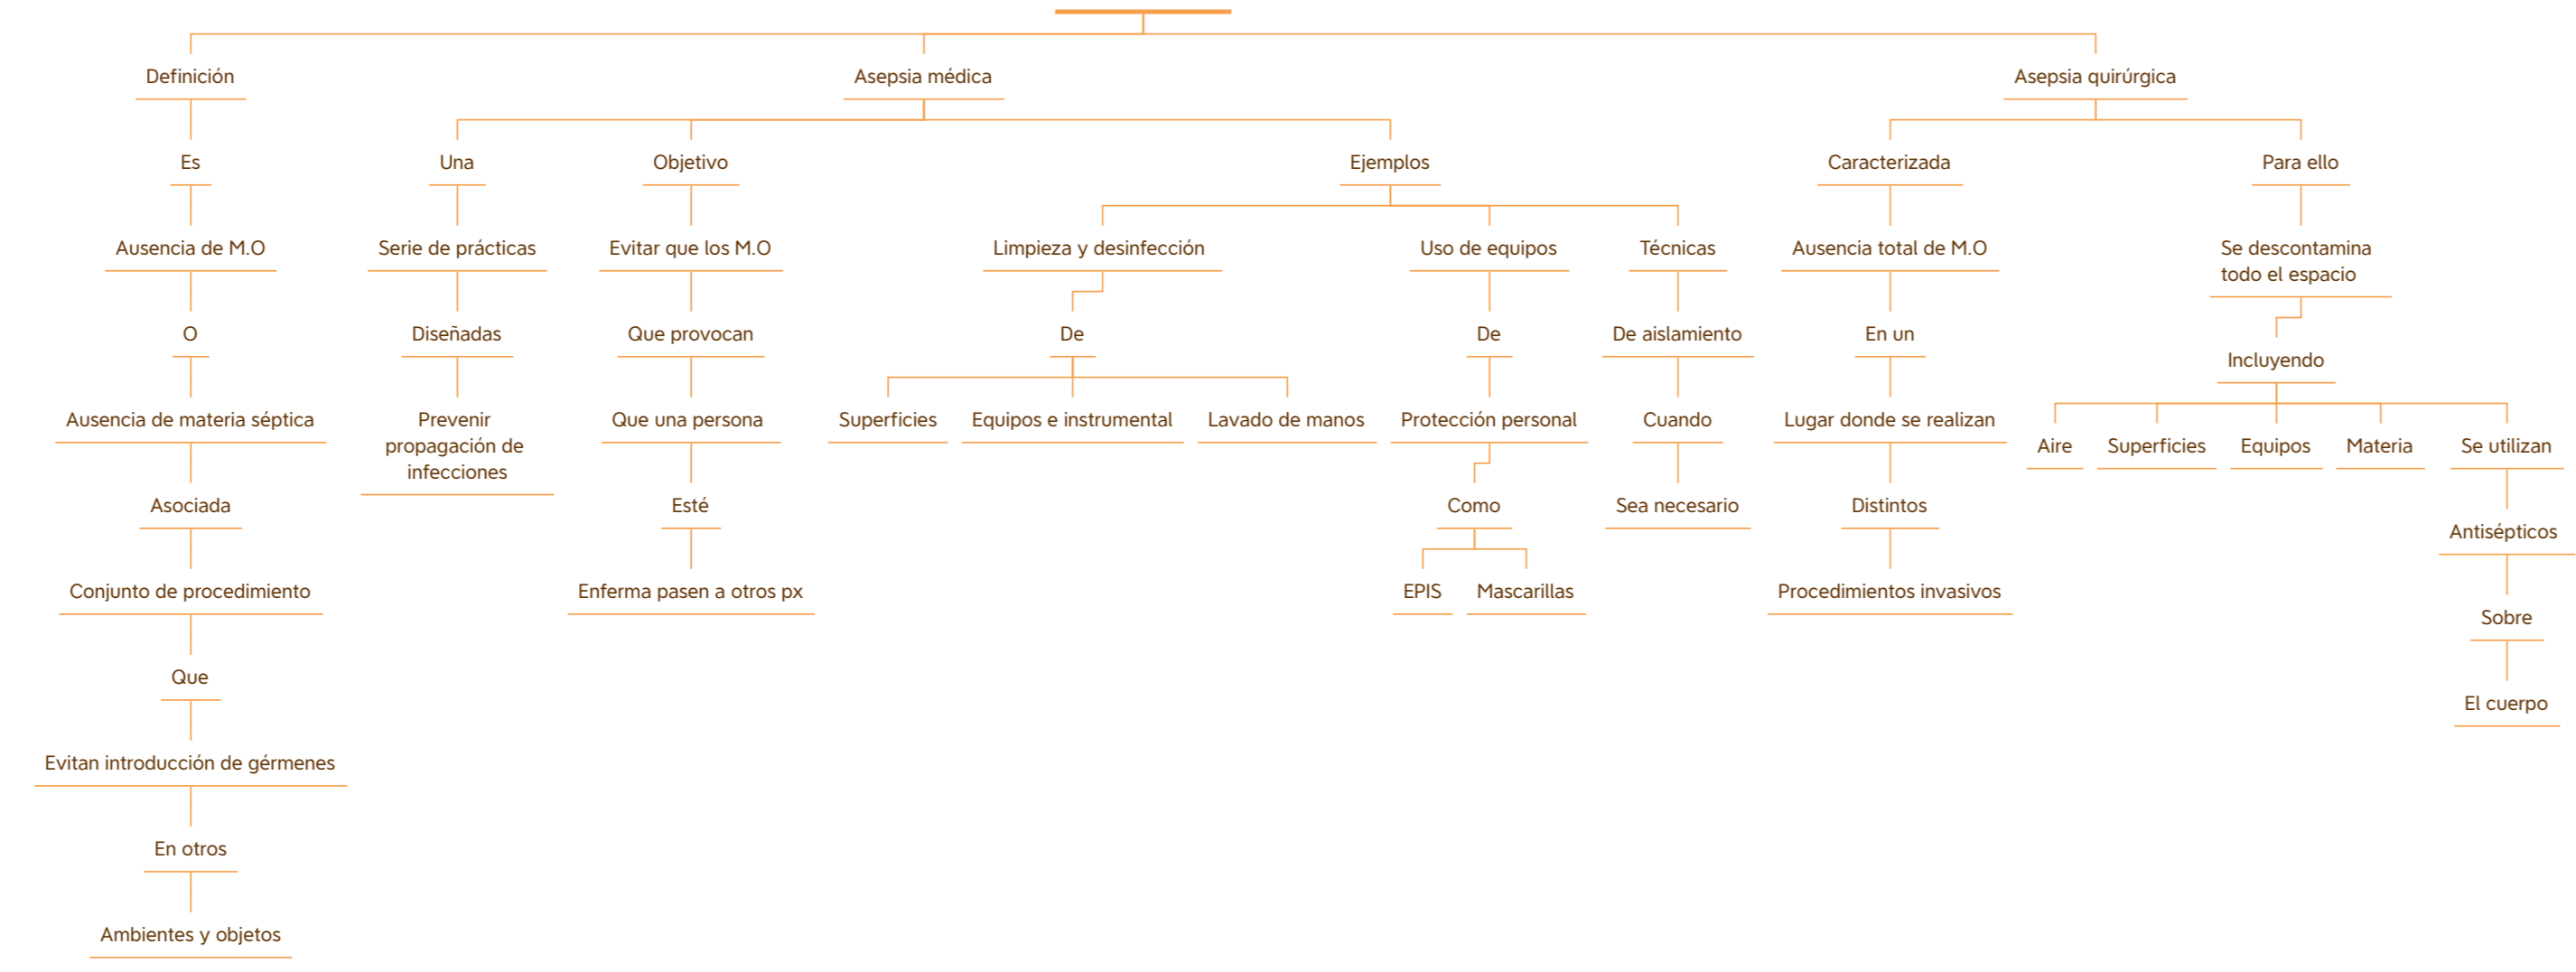 Definición
Asepsia médica
Asepsia quirúrgica
Es
Una
Objetivo
Ejemplos
Caracterizada
Para ello
Ausencia de M.O
Serie de prácticas
Evitar que los M.O
Limpieza y desinfección
Uso de equipos
Técnicas
Ausencia total de M.O
Se descontamina
todo el espacio
O
Diseñadas
Que provocan
De
De
De aislamiento
En un
Incluyendo
Ausencia de materia séptica
Prevenir
propagación de
infecciones
Que una persona
Superficies
Equipos e instrumental
Lavado de manos
Protección personal
Cuando
Lugar donde se realizan
Aire
Superficies
Equipos
Materia
Se utilizan
Asociada
Esté
Como
Sea necesario
Distintos
Antisépticos
Conjunto de procedimiento
Enferma pasen a otros px
EPIS
Mascarillas
Procedimientos invasivos
Sobre
Que
El cuerpo
Evitan introducción de gérmenes
En otros
Ambientes y objetos